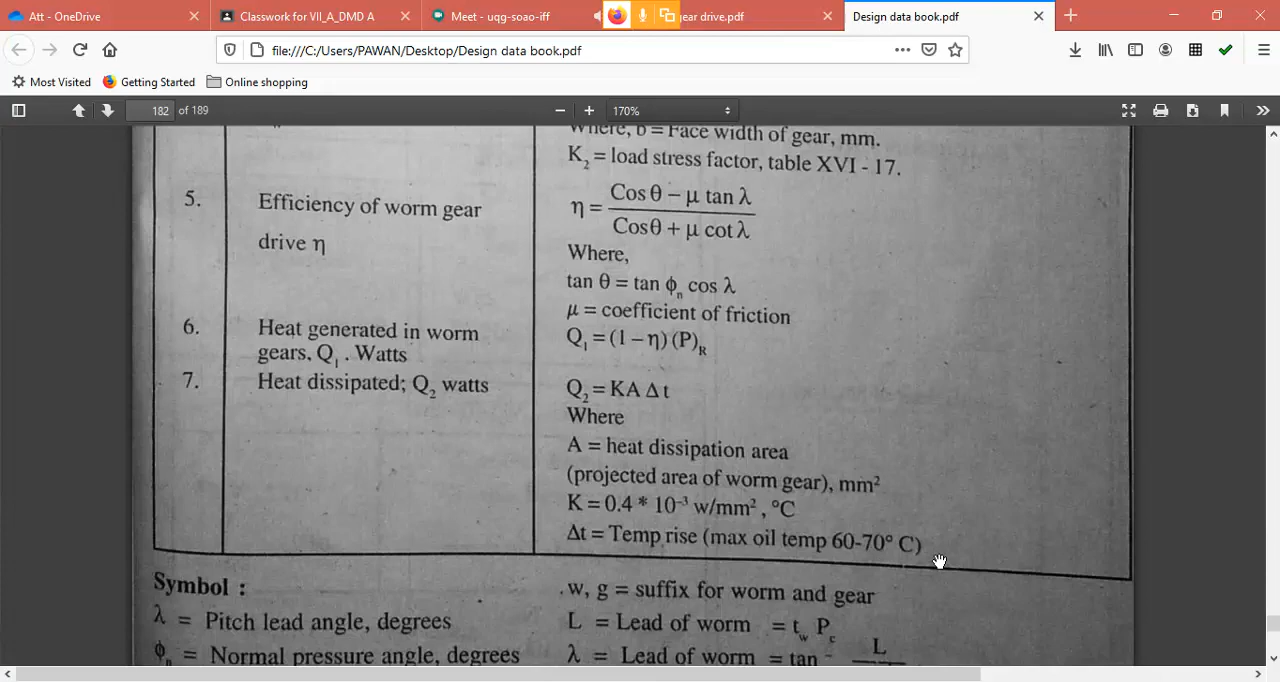 Att - OneDrive
Classwork for VII_A_DMD A
Meet - uqg-soao-iff
gear drive.pdf
Design data book.pdf
file:///C:/Users/PAWAN/Desktop/Design data book.pdf
Most Visited
Getting Started
Online shopping
182 of 189
170%
Where, b = Face width of gear, mm.
K₂ = load stress factor, table XVI - 17.
5. Efficiency of worm gear
drive η
η = Cosθ – μ tan λ
Cosθ + μ cot λ
Where,
tan θ = tan ϕₙ cos λ
μ = coefficient of friction
6. Heat generated in worm
gears, Q₁ . Watts
Q₁ = (1 – η) (P)R
7. Heat dissipated; Q₂ watts
Q₂ = KA Δt
Where
A = heat dissipation area
(projected area of worm gear), mm²
K = 0.4 * 10⁻³ w/mm² , °C
Δt = Temp rise (max oil temp 60-70° C)
Symbol :
λ = Pitch lead angle, degrees
ϕₙ = Normal pressure angle, degrees
w, g = suffix for worm and gear
L = Lead of worm = t_w P_c
λ = Lead of worm = tan⁻ L